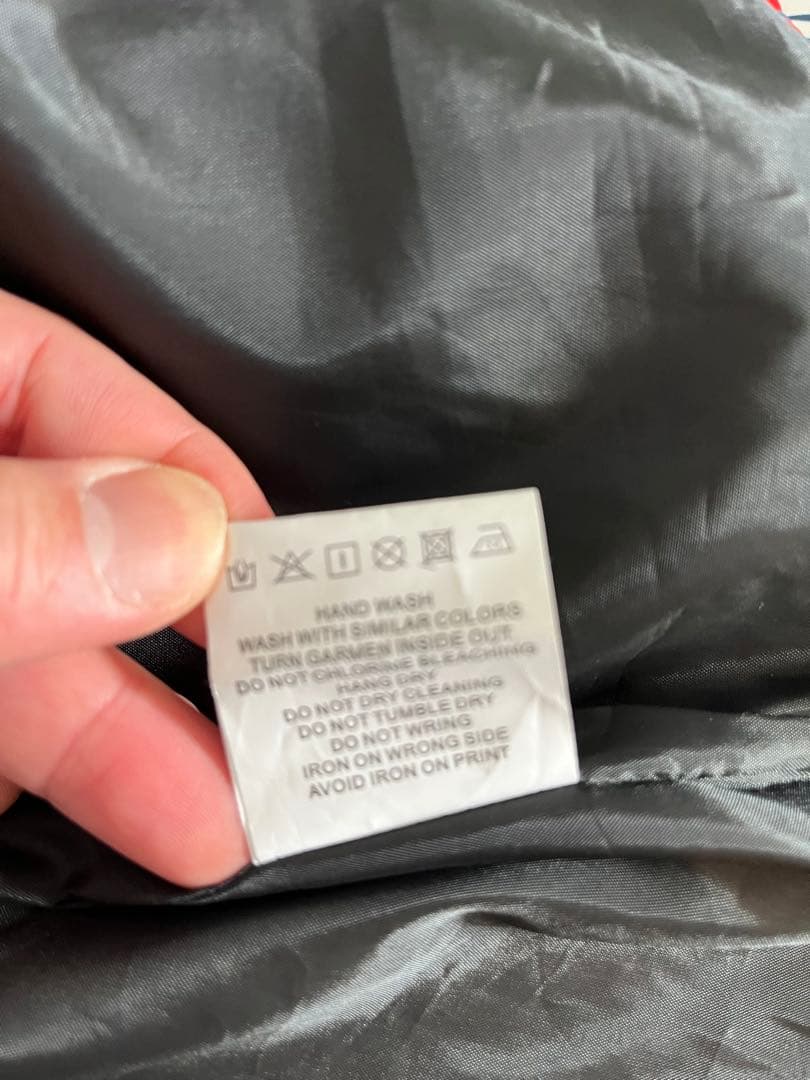 HAND WASH
WASH WITH SIMILAR COLORS
TURN GARMEN INSIDE OUT
DO NOT CHLORINE BLEACHING
HANG DRY
DO NOT DRY CLEANING
DO NOT TUMBLE DRY
DO NOT WRING
IRON ON WRONG SIDE
AVOID IRON ON PRINT